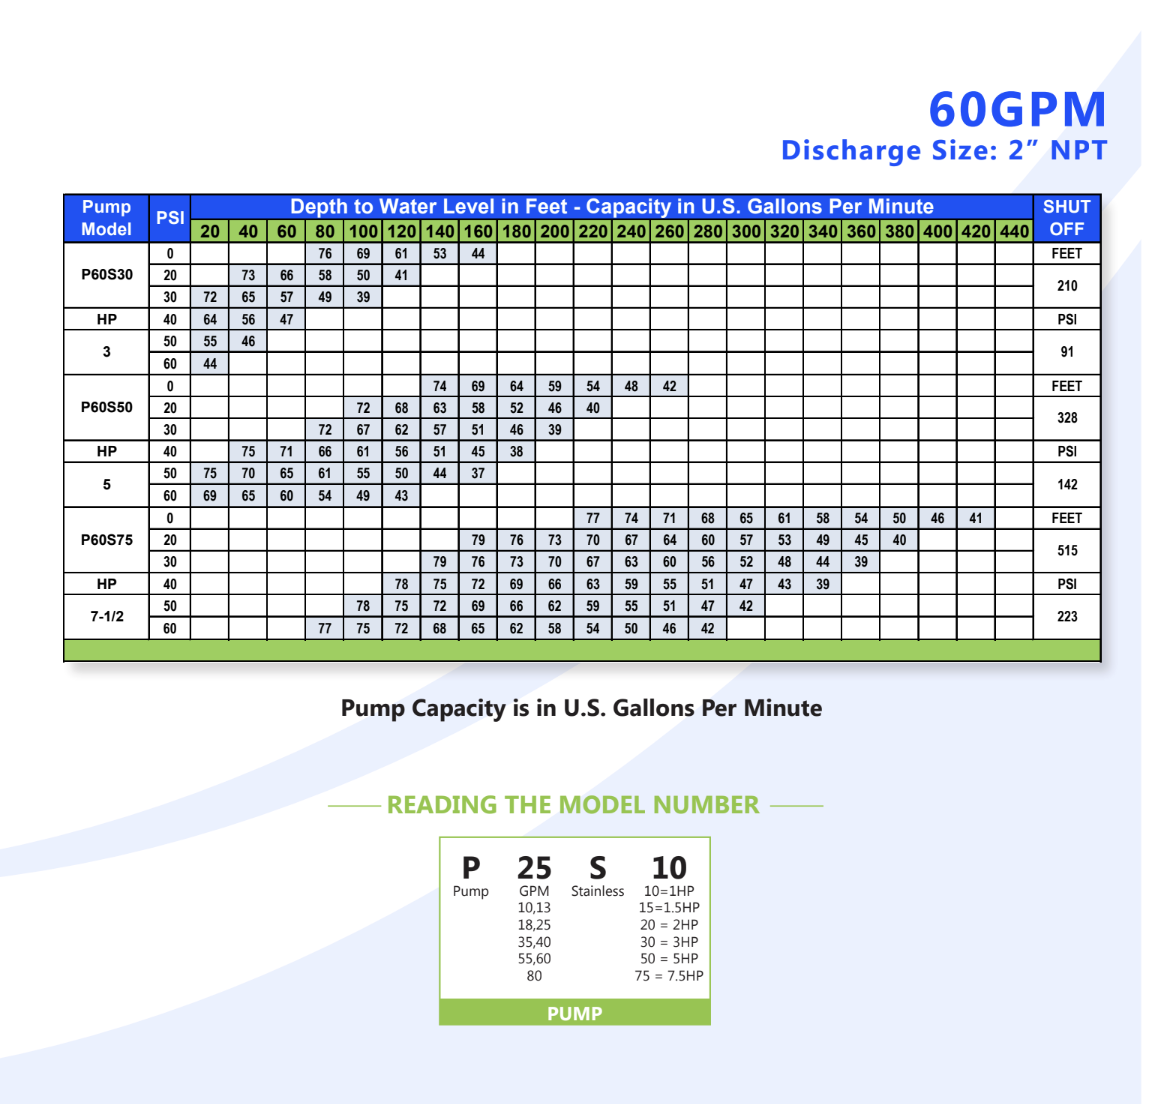 60GPM
Discharge Size: 2” NPT
Pump Model PSI Depth to Water Level in Feet - Capacity in U.S. Gallons Per Minute SHUT OFF
20 40 60 80 100 120 140 160 180 200 220 240 260 280 300 320 340 360 380 400 420 440
P60S30 0 76 69 61 53 44 FEET
20 73 66 58 50 41 210
30 72 65 57 49 39
HP 40 64 56 47 PSI
3 50 55 46 91
60 44
P60S50 0 74 69 64 59 54 48 42 FEET
20 72 68 63 58 52 46 40 328
30 72 67 62 57 51 46 39
HP 40 75 71 66 61 56 51 45 38 PSI
5 50 75 70 65 61 55 50 44 37 142
60 69 65 60 54 49 43
P60S75 0 77 74 71 68 65 61 58 54 50 46 41 FEET
20 79 76 73 70 67 64 60 57 53 49 45 40 515
30 79 76 73 70 67 63 60 56 52 48 44 39
HP 40 78 75 72 69 66 63 59 55 51 47 43 39 PSI
7-1/2 50 78 75 72 69 66 62 59 55 51 47 42 223
60 77 75 72 68 65 62 58 54 50 46 42
Pump Capacity is in U.S. Gallons Per Minute
READING THE MODEL NUMBER
P 25 S 10
Pump GPM Stainless 10=1HP
10,13 15=1.5HP
18,25 20 = 2HP
35,40 30 = 3HP
55,60 50 = 5HP
80 75 = 7.5HP
PUMP